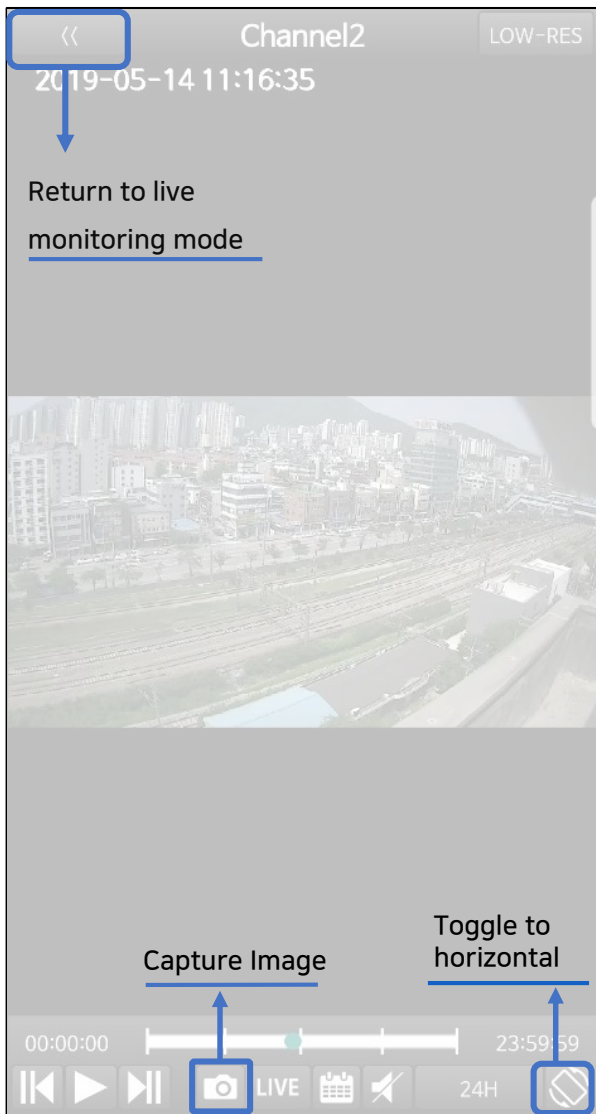 《 Channel2 LOW-RES
2019-05-14 11:16:35
Return to live
monitoring mode
Toggle to
horizontal
Capture Image
00:00:00 23:59:59
LIVE 24H